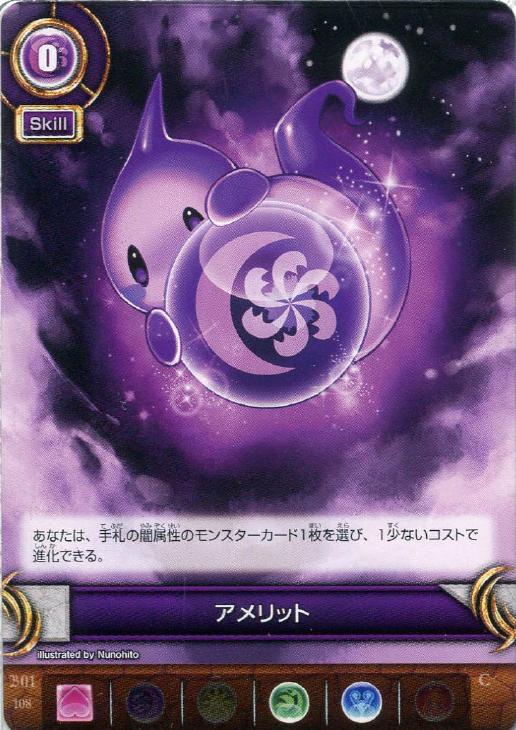 0
Skill
あなたは、手札の闇属性のモンスターカード1枚を選び、1少ないコストで
進化できる。
アメリット
illustrated by Nunohito
B01
108
C